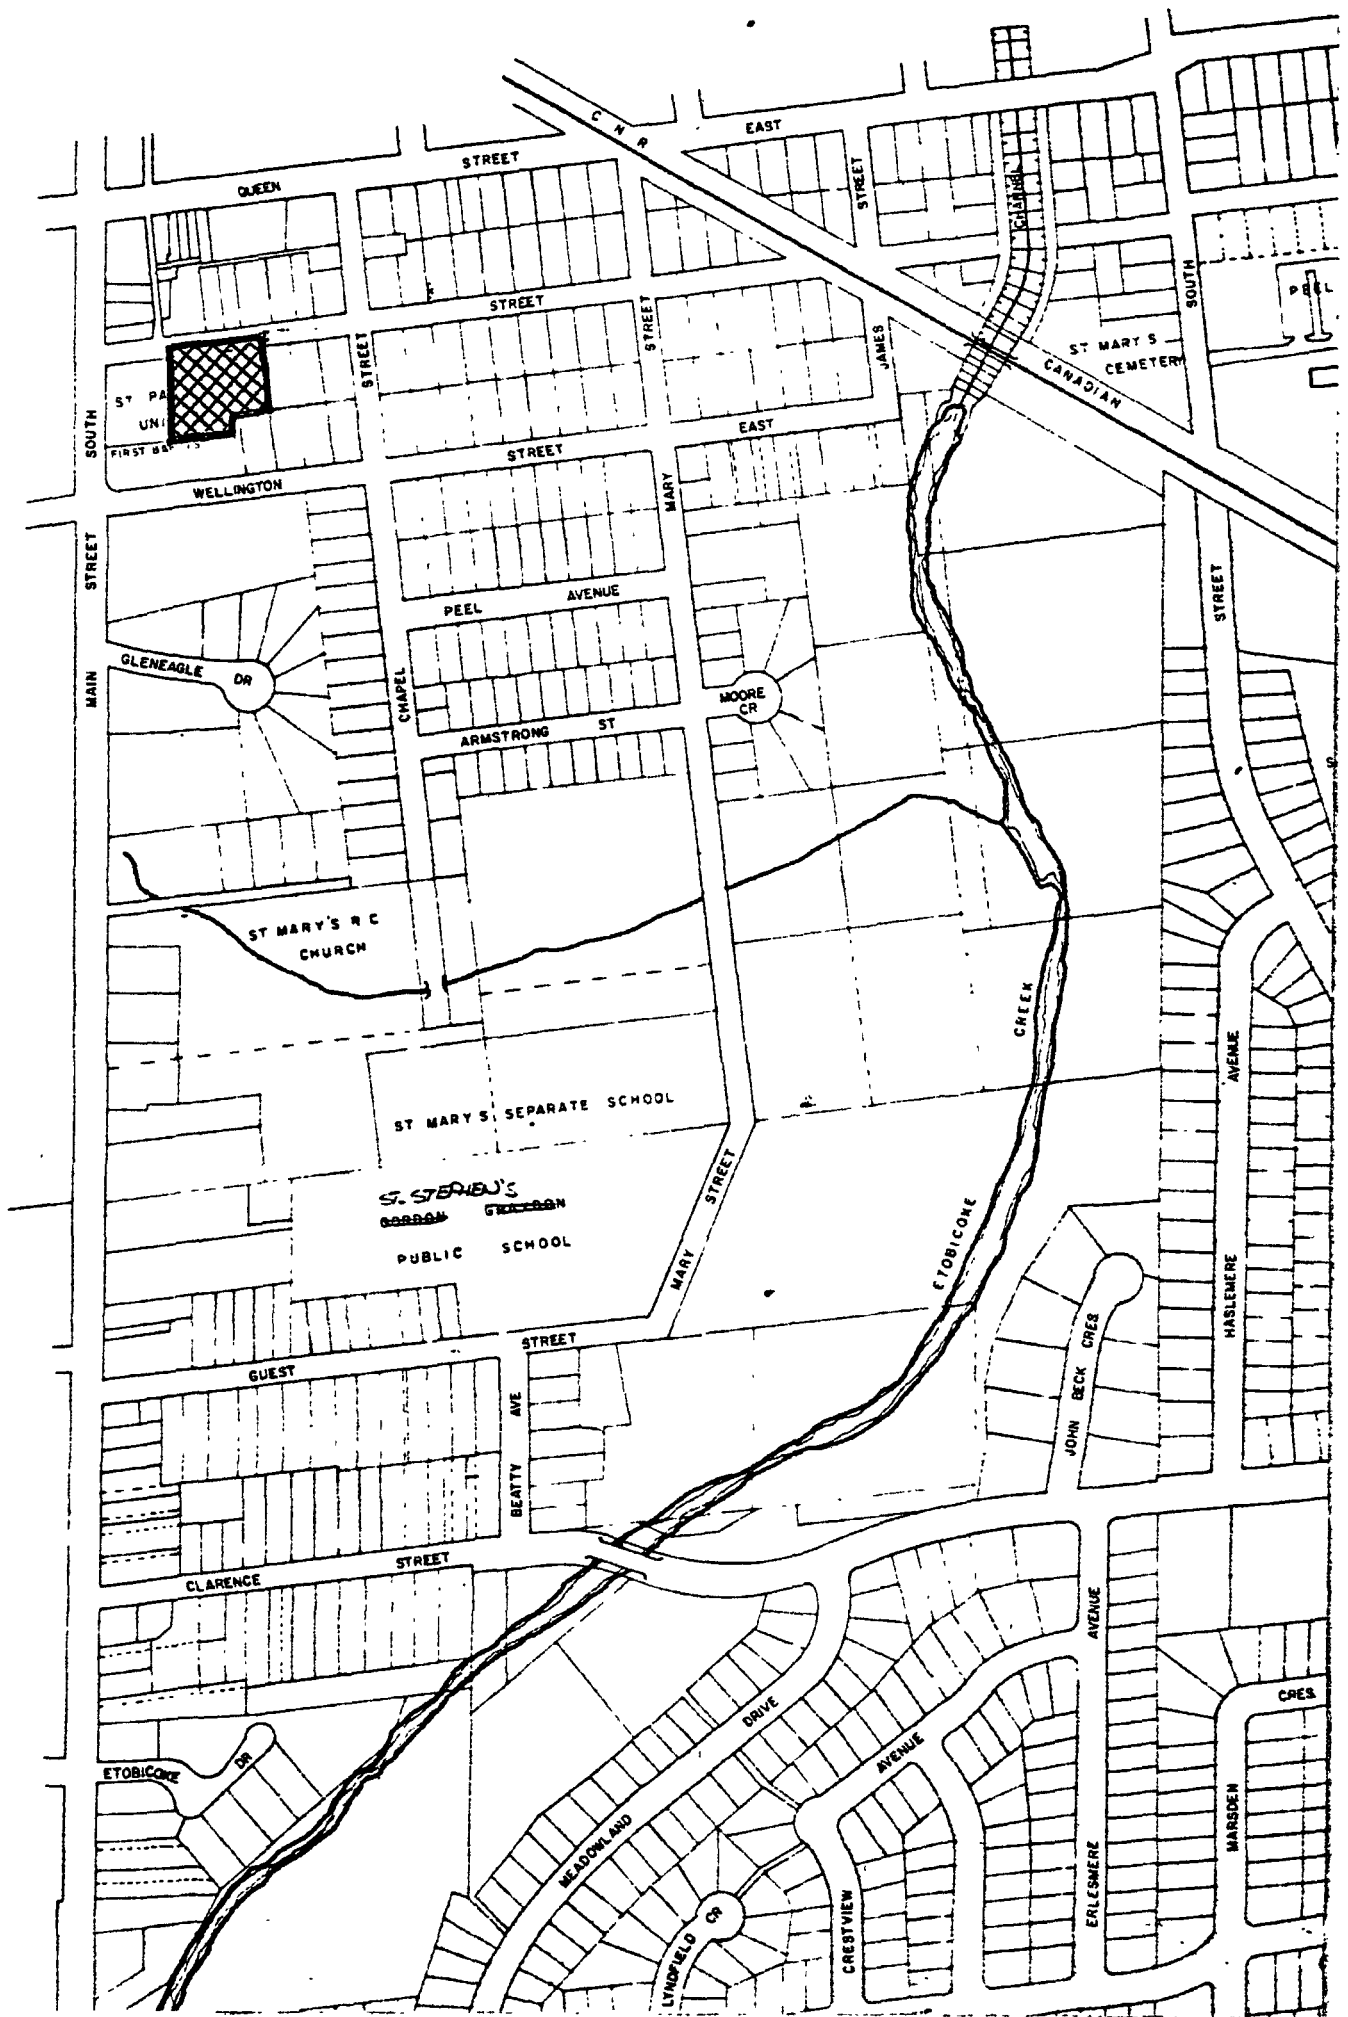 C N R
EAST
STREET
QUEEN
STREET
CHANNEL
SOUTH
PEEL
STREET
STREET
STREET
JAMES
ST MARY'S
CEMETERY
CANADIAN
ST PA
UNI
FIRST BAPTIS
SOUTH
EAST
STREET
WELLINGTON
MARY
STREET
STREET
PEEL AVENUE
GLENEAGLE DR
MAIN
CHAPEL
MOORE
CR
ARMSTRONG ST
ST MARY'S R C
CHURCH
CREEK
AVENUE
ST MARY'S SEPARATE SCHOOL
STREET
ST. STEPHEN'S
GORDON GRAYDON
PUBLIC SCHOOL
MARY
ETOBICOKE
HASLEMERE
STREET
GUEST
JOHN BECK CRES
BEATTY AVE
STREET
CLARENCE
AVENUE
CRES
DRIVE
ETOBICOKE DR
AVENUE
MARSDEN
MEADOWLAND
ERLESMERE
CRESTVIEW
LYNDFIELD CR